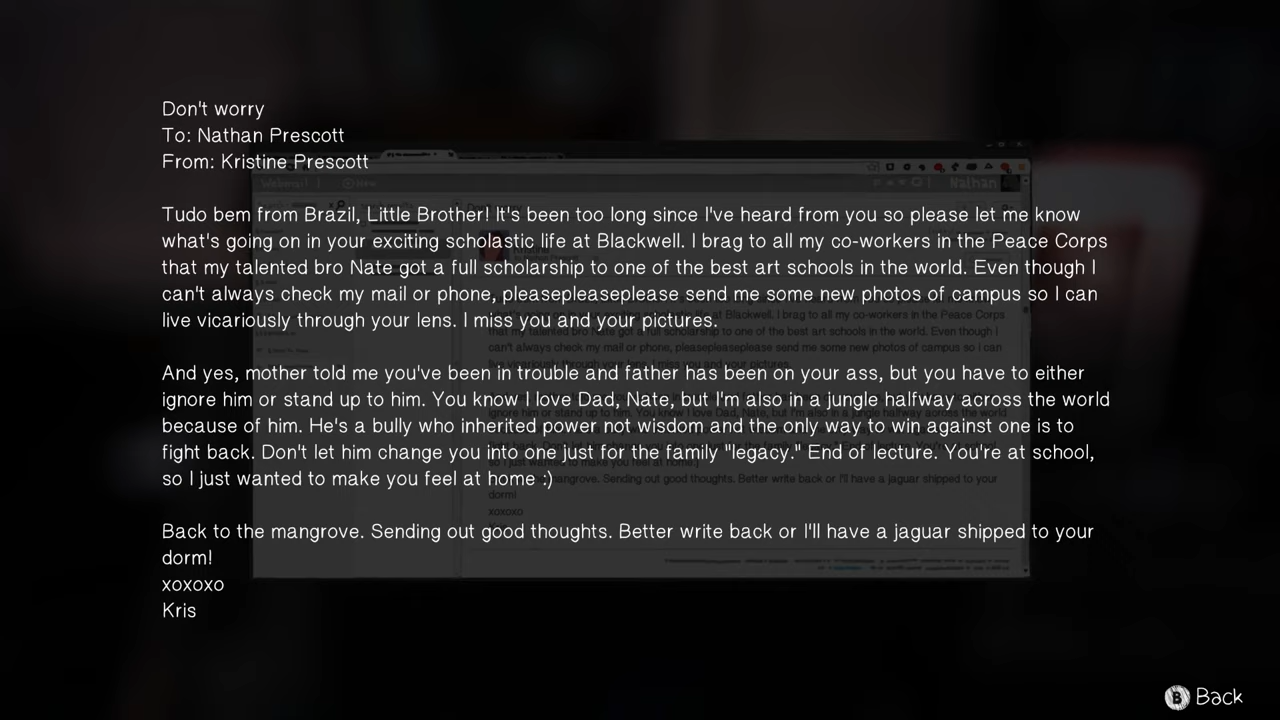 Don't worry
To: Nathan Prescott
From: Kristine Prescott
Webmail
New
Nathan
Tudo bem from Brazil, Little Brother! It's been too long since I've heard from you so please let me know
what's going on in your exciting scholastic life at Blackwell. I brag to all my co-workers in the Peace Corps
that my talented bro Nate got a full scholarship to one of the best art schools in the world. Even though I
can't always check my mail or phone, pleasepleaseplease send me some new photos of campus so I can
live vicariously through your lens. I miss you and your pictures.
And yes, mother told me you've been in trouble and father has been on your ass, but you have to either
ignore him or stand up to him. You know I love Dad, Nate, but I'm also in a jungle halfway across the world
because of him. He's a bully who inherited power not wisdom and the only way to win against one is to
fight back. Don't let him change you into one just for the family "legacy." End of lecture. You're at school,
so I just wanted to make you feel at home :)
Back to the mangrove. Sending out good thoughts. Better write back or I'll have a jaguar shipped to your
dorm!
xoxoxo
Kris
B Back